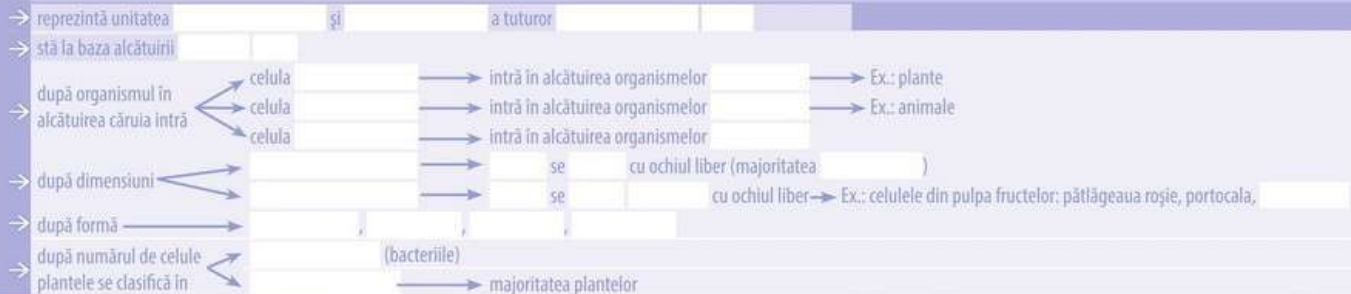 reprezintă unitatea și a tuturor
stă la baza alcătuirii
după organismul în alcătuirea căruia intră
celula intră în alcătuirea organismelor Ex.: plante
celula intră în alcătuirea organismelor Ex.: animale
celula intră în alcătuirea organismelor
după dimensiuni
se cu ochiul liber (majoritatea )
se cu ochiul liber Ex.: celulele din pulpa fructelor: pătlăgeaua roșie, portocala,
după formă , , ,
după numărul de celule plantele se clasifică în
(bacteriile)
majoritatea plantelor